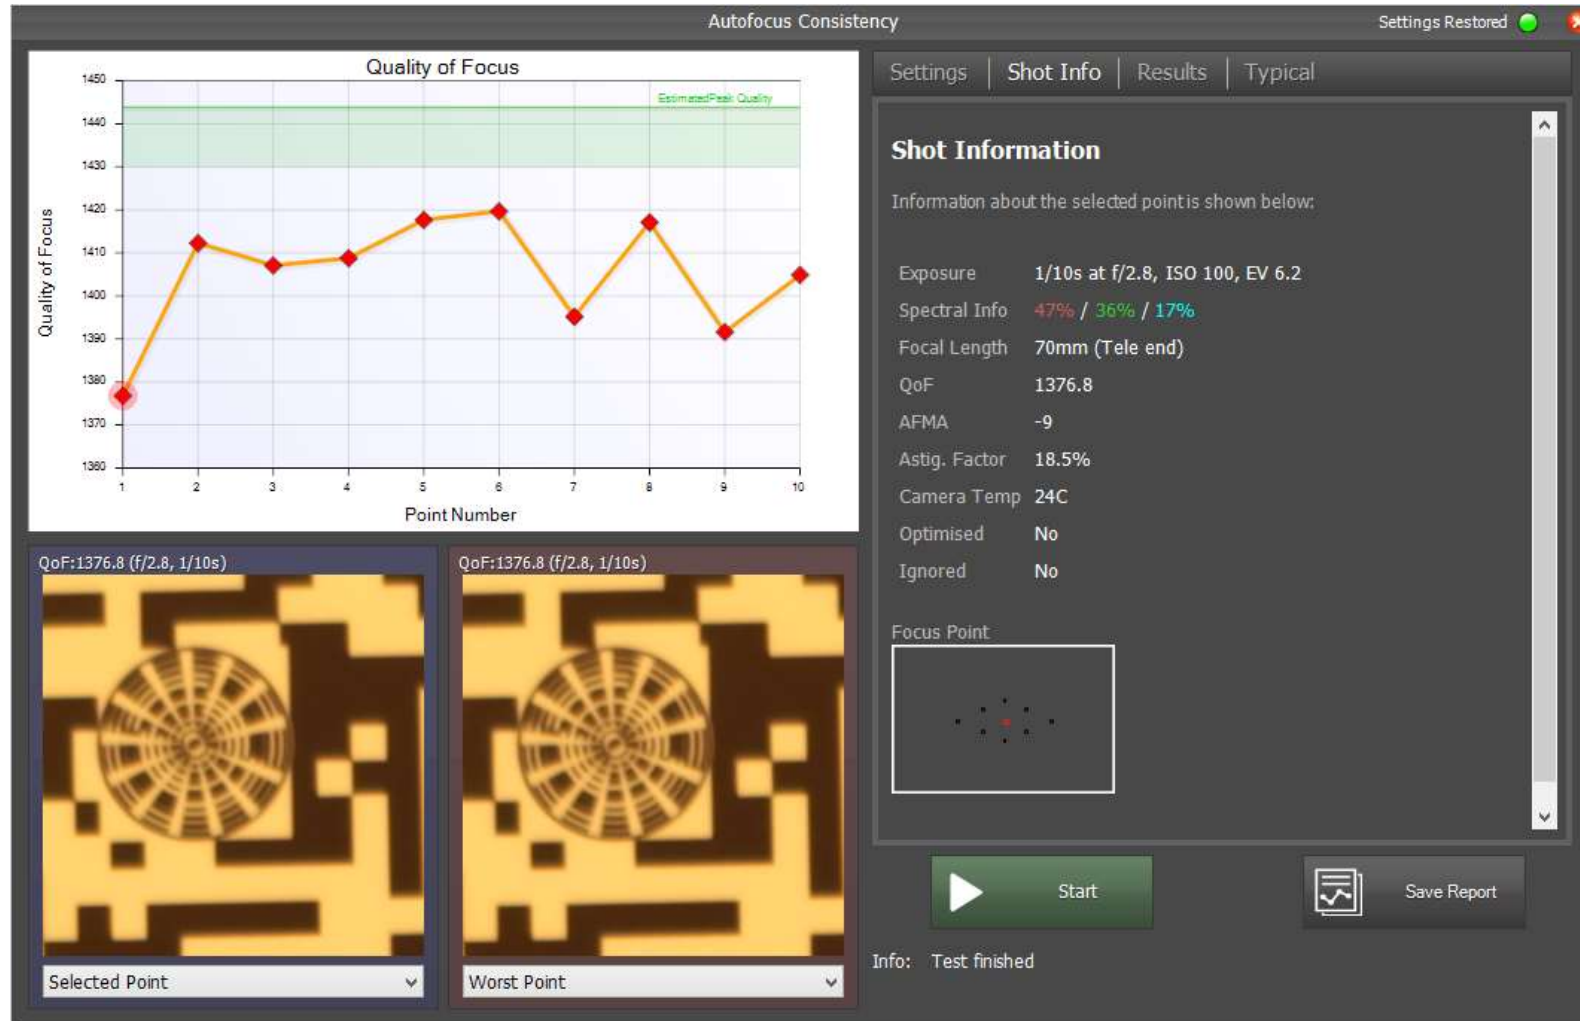 Autofocus Consistency
Settings Restored
Quality of Focus
1450
1440
1430
1420
1410
1400
1390
1380
1370
1360
EstimatedPeak Quality
Quality of Focus
1 2 3 4 5 6 7 8 9 10
Point Number
QoF:1376.8 (f/2.8, 1/10s)
Selected Point
QoF:1376.8 (f/2.8, 1/10s)
Worst Point
Settings | Shot Info | Results | Typical
Shot Information
Information about the selected point is shown below:
Exposure 1/10s at f/2.8, ISO 100, EV 6.2
Spectral Info 47% / 36% / 17%
Focal Length 70mm (Tele end)
QoF 1376.8
AFMA -9
Astig. Factor 18.5%
Camera Temp 24C
Optimised No
Ignored No
Focus Point
Start
Save Report
Info: Test finished